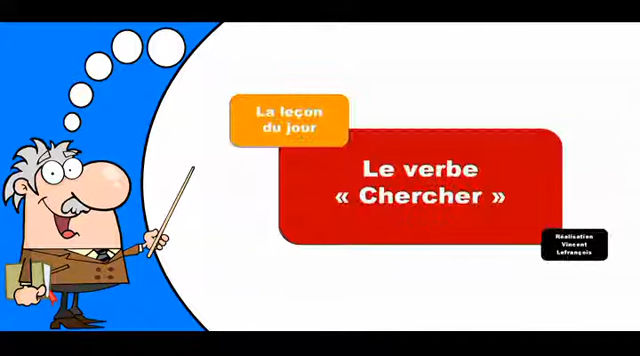 La leçon
du jour
Le verbe
« Chercher »
Réalisation
Vincent
Lefrançois